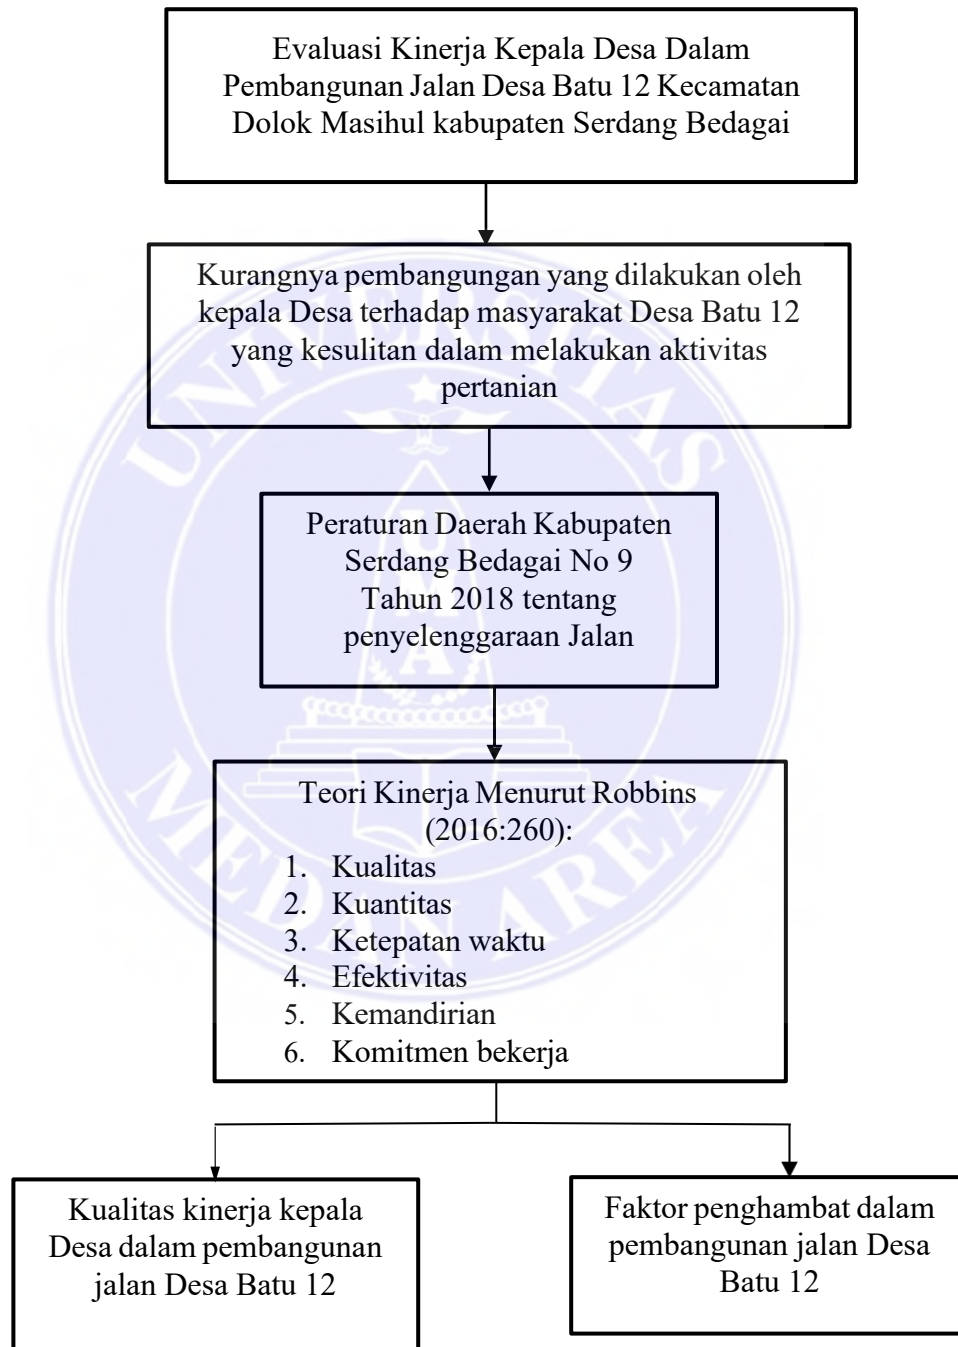 Evaluasi Kinerja Kepala Desa Dalam
Pembangunan Jalan Desa Batu 12 Kecamatan
Dolok Masihul kabupaten Serdang Bedagai
Kurangnya pembangungan yang dilakukan oleh
kepala Desa terhadap masyarakat Desa Batu 12
yang kesulitan dalam melakukan aktivitas
pertanian
Peraturan Daerah Kabupaten
Serdang Bedagai No 9
Tahun 2018 tentang
penyelenggaraan Jalan
Teori Kinerja Menurut Robbins
(2016:260):
1. Kualitas
2. Kuantitas
3. Ketepatan waktu
4. Efektivitas
5. Kemandirian
6. Komitmen bekerja
Kualitas kinerja kepala
Desa dalam pembangunan
jalan Desa Batu 12
Faktor penghambat dalam
pembangunan jalan Desa
Batu 12
UNIVERSITAS
MEDAN AREA
U
M
A